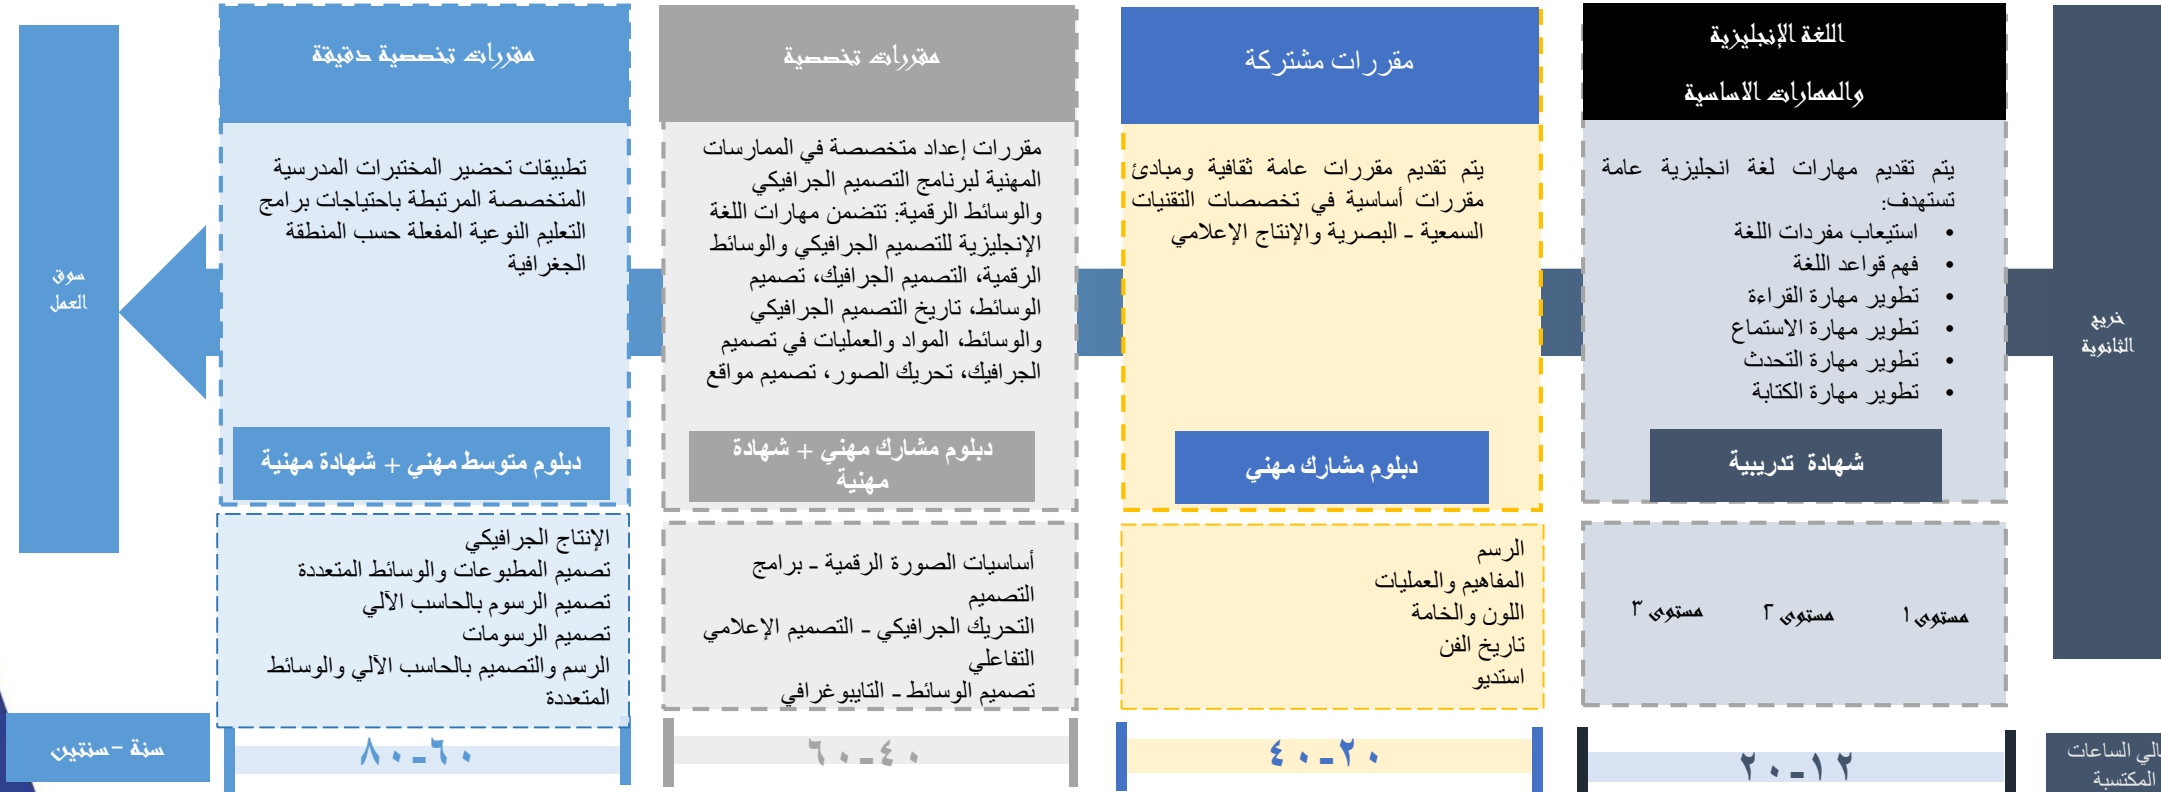 خريج
الثانوية
اللغة الإنجليزية
والمهارات الاساسية
يتم تقديم مهارات لغة انجليزية عامة
تستهدف:
• استيعاب مفردات اللغة
• فهم قواعد اللغة
• تطوير مهارة القراءة
• تطوير مهارة الاستماع
• تطوير مهارة التحدث
• تطوير مهارة الكتابة
شهادة تدريبية
مستوى ١ مستوى ٢ مستوى ٣
مقررات مشتركة
يتم تقديم مقررات عامة ثقافية ومبادئ
مقررات أساسية في تخصصات التقنيات
السمعية - البصرية والإنتاج الإعلامي
دبلوم مشارك مهني
الرسم
المفاهيم والعمليات
اللون والخامة
تاريخ الفن
استديو
مقررات تخصصية
مقررات إعداد متخصصة في الممارسات
المهنية لبرنامج التصميم الجرافيكي
والوسائط الرقمية: تتضمن مهارات اللغة
الإنجليزية للتصميم الجرافيكي والوسائط
الرقمية، التصميم الجرافيك، تصميم
الوسائط، تاريخ التصميم الجرافيكي
والوسائط، المواد والعمليات في تصميم
الجرافيك، تحريك الصور، تصميم مواقع
دبلوم مشارك مهني + شهادة
مهنية
أساسيات الصورة الرقمية - برامج
التصميم
التحريك الجرافيكي - التصميم الإعلامي
التفاعلي
تصميم الوسائط - التايبوغرافي
مقررات تخصصية دقيقة
تطبيقات تحضير المختبرات المدرسية
المتخصصة المرتبطة باحتياجات برامج
التعليم النوعية المفعلة حسب المنطقة
الجغرافية
دبلوم متوسط مهني + شهادة مهنية
الإنتاج الجرافيكي
تصميم المطبوعات والوسائط المتعددة
تصميم الرسوم بالحاسب الآلي
تصميم الرسومات
الرسم والتصميم بالحاسب الآلي والوسائط
المتعددة
سوق
العمل
الساعات
المكتسبة
١٢-٢٠
٢٠-٤٠
٤٠-٦٠
٦٠-٨٠
سنة - سنتين